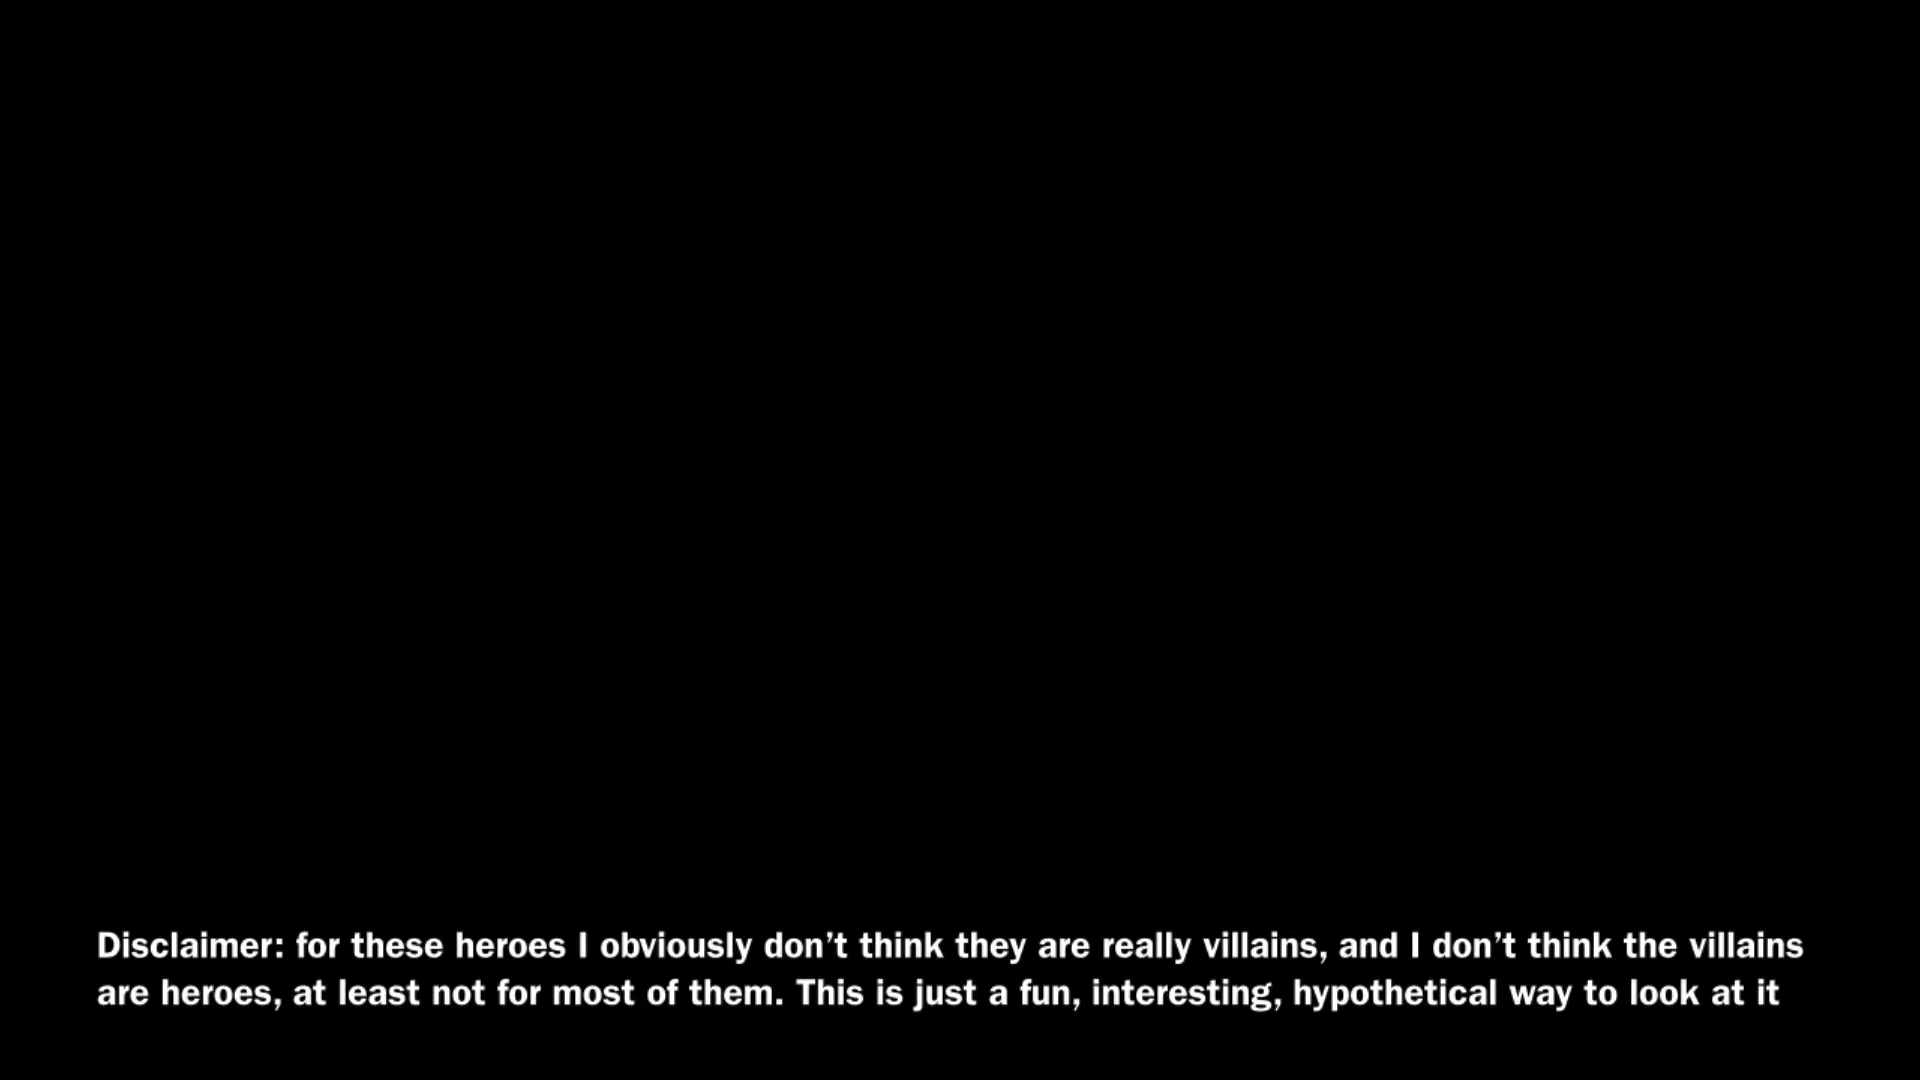 Disclaimer: for these heroes I obviously don’t think they are really villains, and I don’t think the villains
are heroes, at least not for most of them. This is just a fun, interesting, hypothetical way to look at it